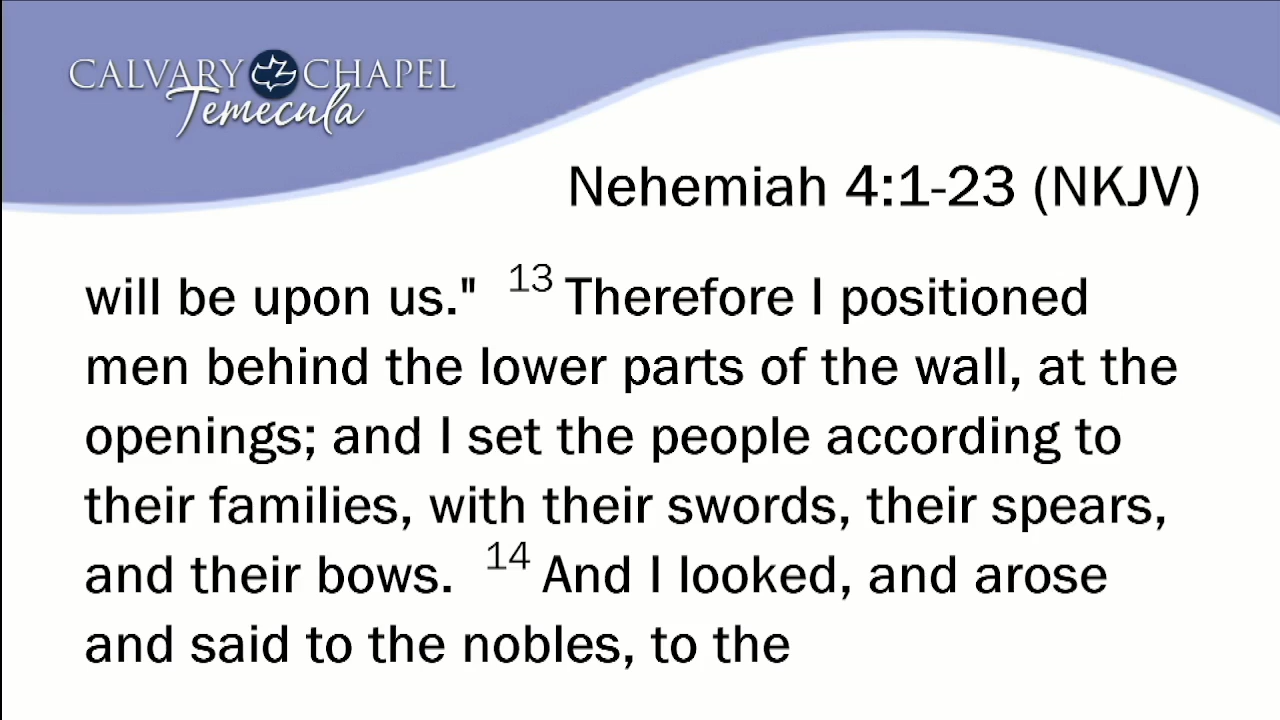 CALVARY CHAPEL
Temecula
Nehemiah 4:1-23 (NKJV)
will be upon us." 13 Therefore I positioned
men behind the lower parts of the wall, at the
openings; and I set the people according to
their families, with their swords, their spears,
and their bows. 14 And I looked, and arose
and said to the nobles, to the